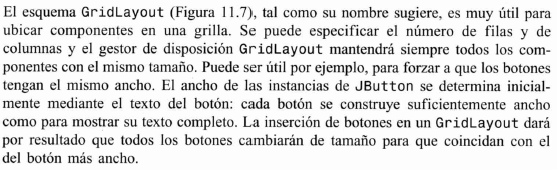 El esquema GridLayout (Figura 11.7), tal como su nombre sugiere, es muy útil para
ubicar componentes en una grilla. Se puede especificar el número de filas y de
columnas y el gestor de disposición GridLayout mantendrá siempre todos los com-
ponentes con el mismo tamaño. Puede ser útil por ejemplo, para forzar a que los botones
tengan el mismo ancho. El ancho de las instancias de JButton se determina inicial-
mente mediante el texto del botón: cada botón se construye suficientemente ancho
como para mostrar su texto completo. La inserción de botones en un GridLayout dará
por resultado que todos los botones cambiarán de tamaño para que coincidan con el
del botón más ancho.